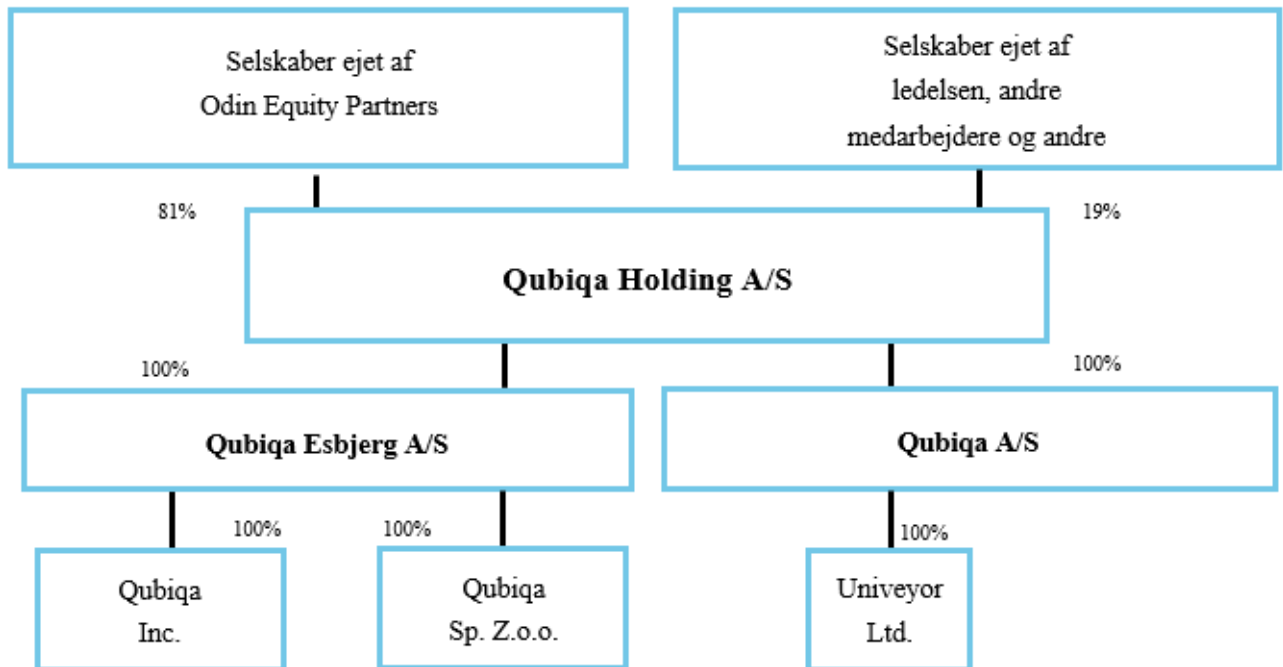 Selskaber ejet af
Odin Equity Partners
Selskaber ejet af
ledelsen, andre
medarbejdere og andre
81%
19%
Qubiqa Holding A/S
100%
100%
Qubiqa Esbjerg A/S
Qubiqa A/S
100%
100%
100%
Qubiqa
Inc.
Qubiqa
Sp. Z.o.o.
Univeyor
Ltd.